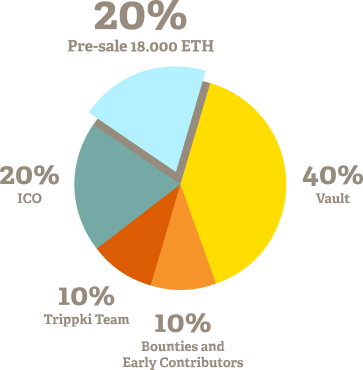 20%
Pre-sale 18.000 ETH
20%
ICO
40%
Vault
10%
Trippki Team
10%
Bounties and
Early Contributors